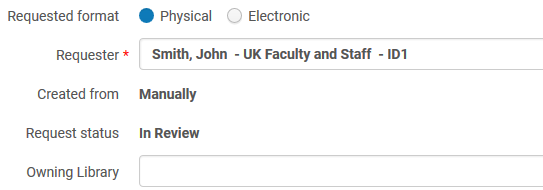 Requested format Physical Electronic
Requester * Smith, John - UK Faculty and Staff - ID1
Created from Manually
Request status In Review
Owning Library